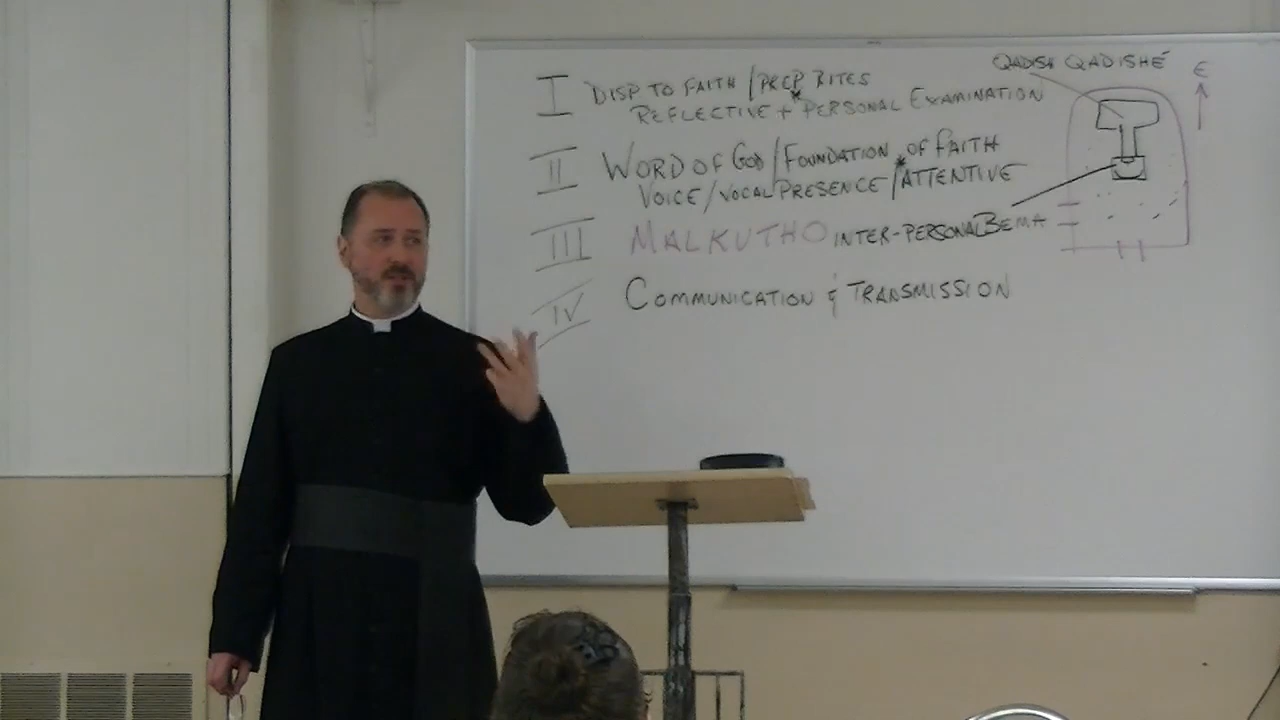 QADISH QADISHÉ
E
I DISP TO FAITH / PREP RITES
REFLECTIVE + PERSONAL EXAMINATION
II WORD OF GOD / FOUNDATION OF FAITH
VOICE / VOCAL PRESENCE / ATTENTIVE
III MALKUTHO INTER-PERSONAL BEMA
IV COMMUNICATION & TRANSMISSION